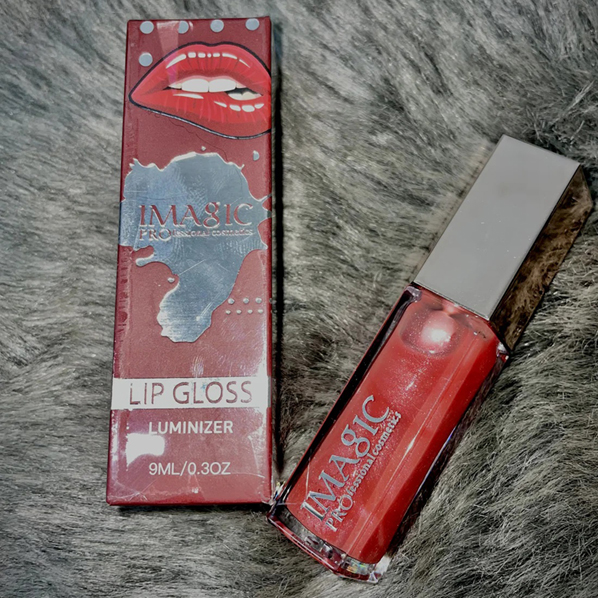 IMAGIC
PROfessional cosmetics
LIP GLOSS
LUMINIZER
9ML/0.3OZ
IMAGIC
PROfessional cosmetics